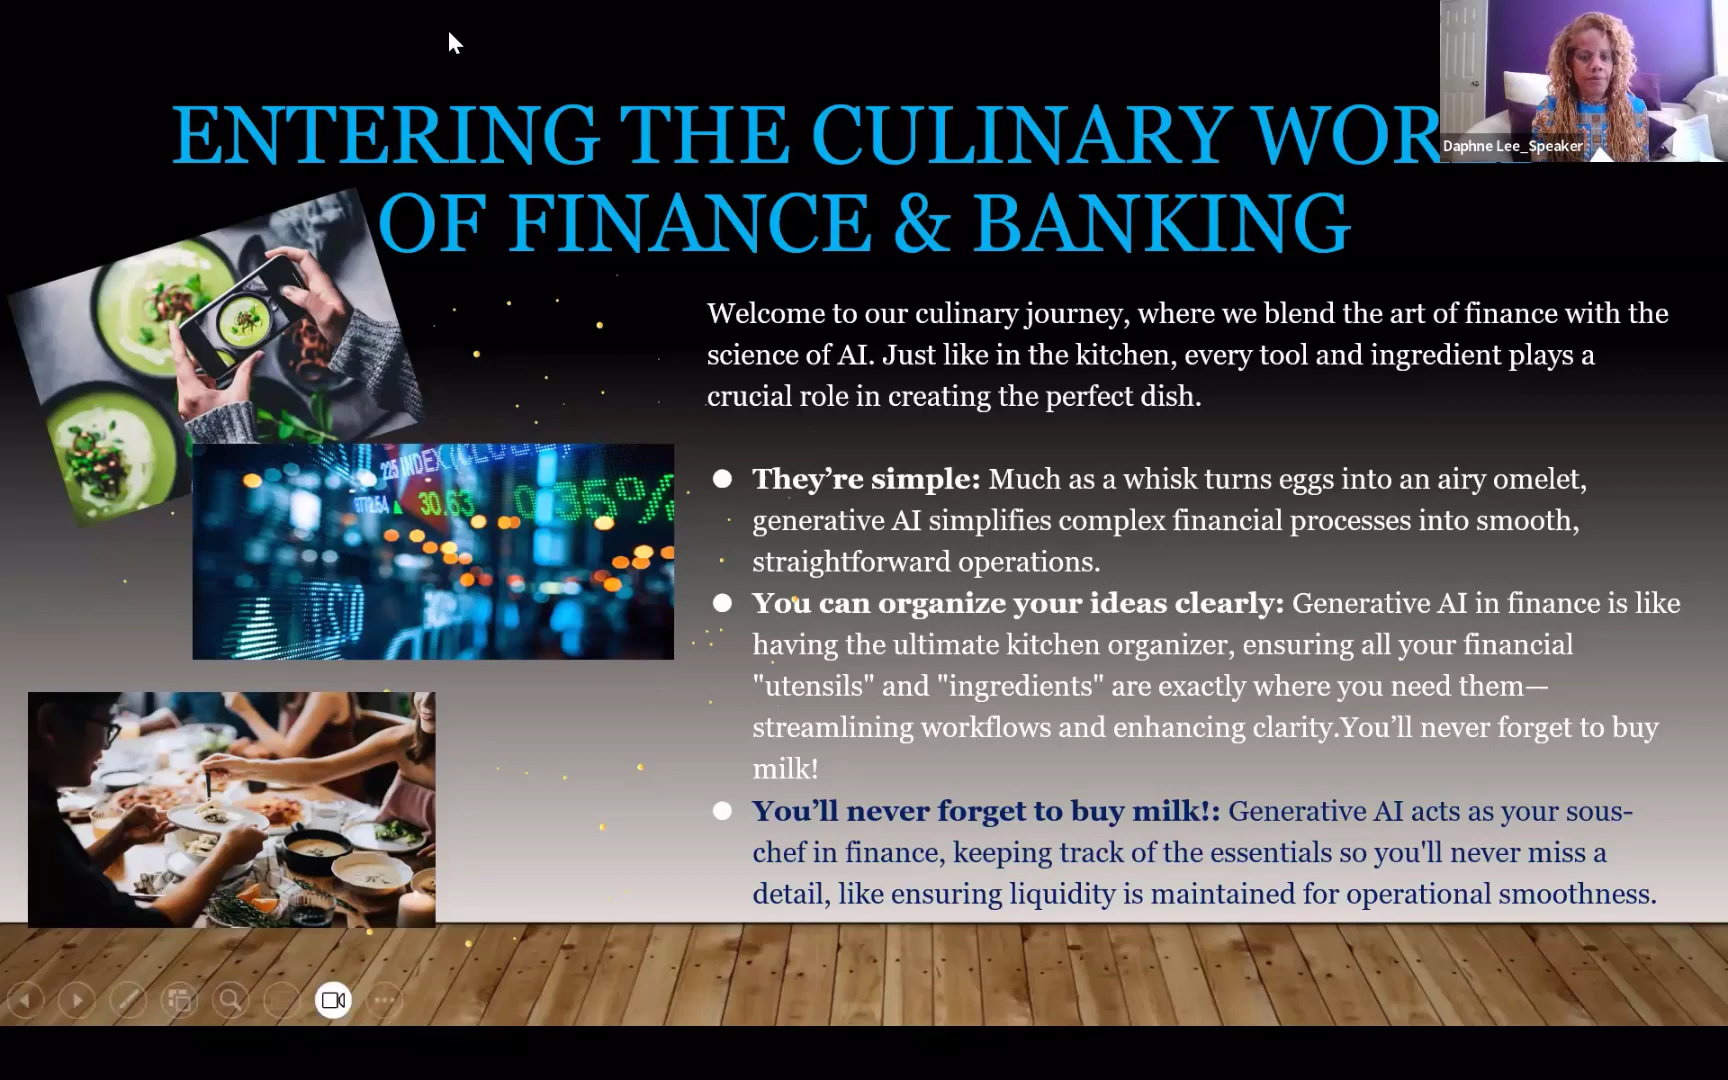 ENTERING THE CULINARY WOR
OF FINANCE & BANKING
Daphne Lee_Speaker
Welcome to our culinary journey, where we blend the art of finance with the
science of AI. Just like in the kitchen, every tool and ingredient plays a
crucial role in creating the perfect dish.
225 INDEX (CLOSE)
30.63
0.35%
They’re simple: Much as a whisk turns eggs into an airy omelet,
generative AI simplifies complex financial processes into smooth,
straightforward operations.
You can organize your ideas clearly: Generative AI in finance is like
having the ultimate kitchen organizer, ensuring all your financial
"utensils" and "ingredients" are exactly where you need them—
streamlining workflows and enhancing clarity.You’ll never forget to buy
milk!
You’ll never forget to buy milk!: Generative AI acts as your sous-
chef in finance, keeping track of the essentials so you'll never miss a
detail, like ensuring liquidity is maintained for operational smoothness.